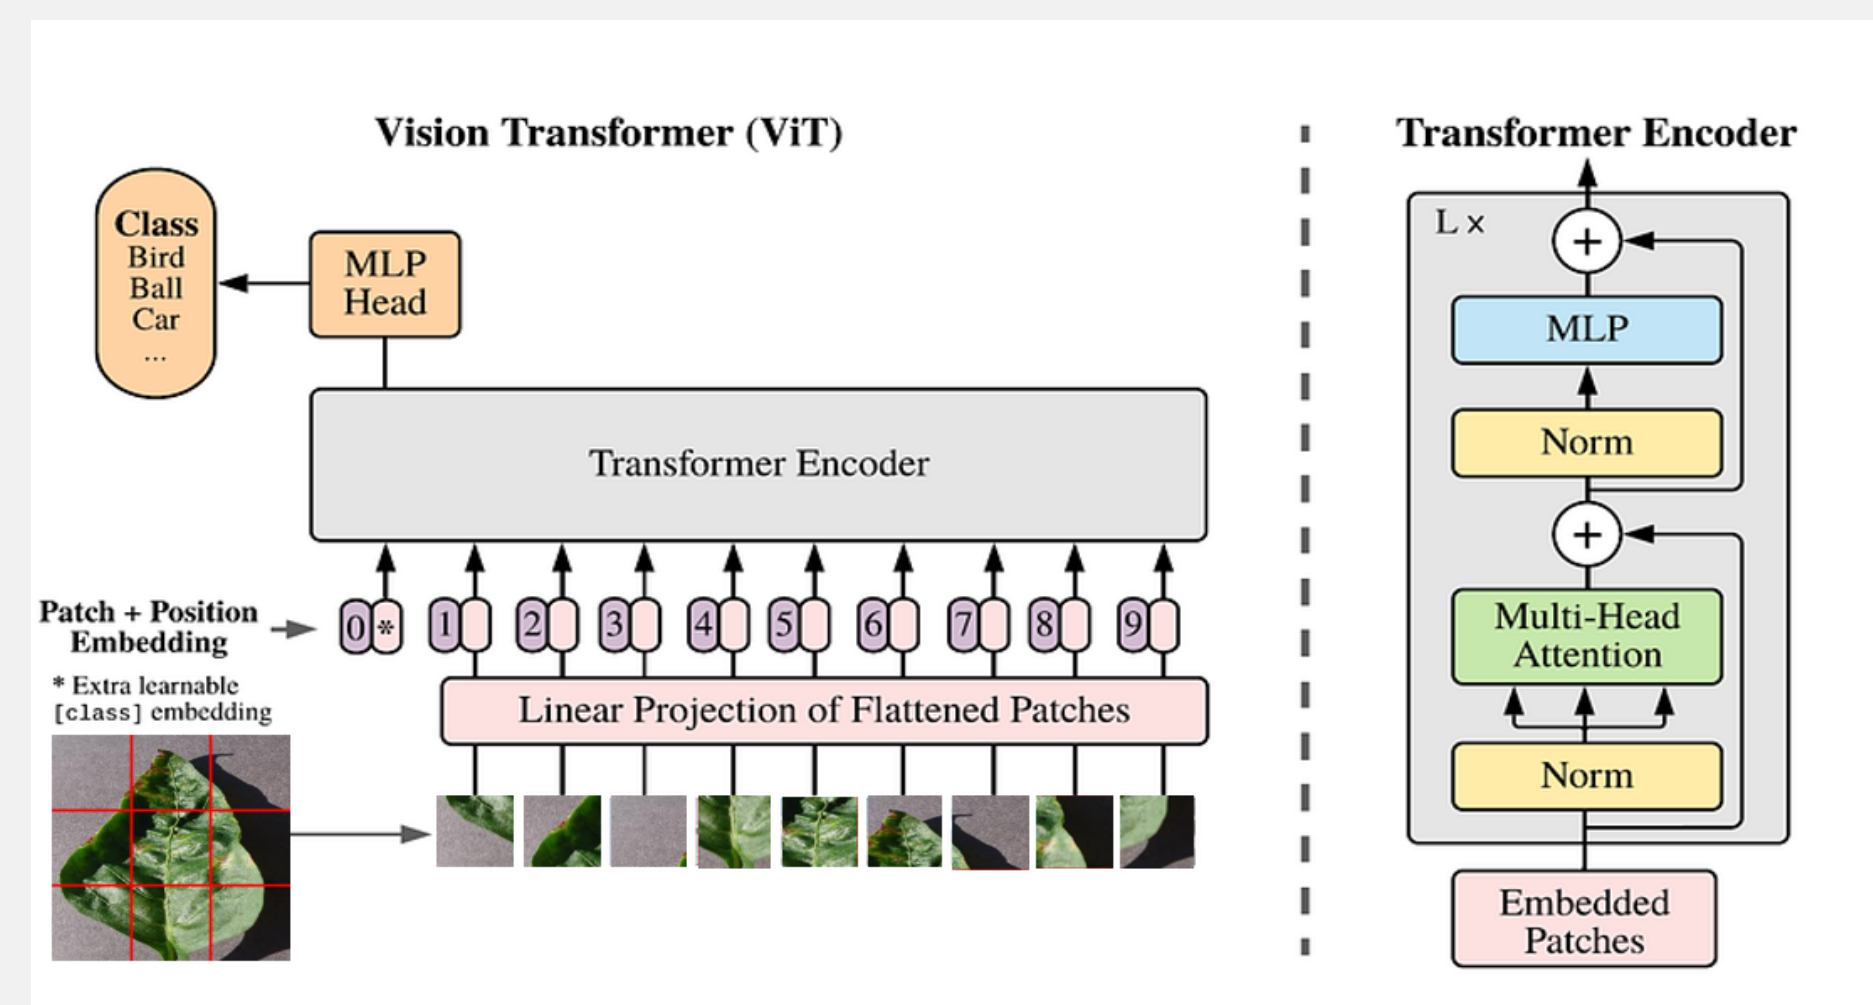 Vision Transformer (ViT)
Class
Bird
Ball
Car
...
MLP
Head
Transformer Encoder
Patch + Position
Embedding
0 * 1 2 3 4 5 6 7 8 9
* Extra learnable
[class] embedding
Linear Projection of Flattened Patches
Transformer Encoder
L ×
+
MLP
Norm
+
Multi-Head
Attention
Norm
Embedded
Patches